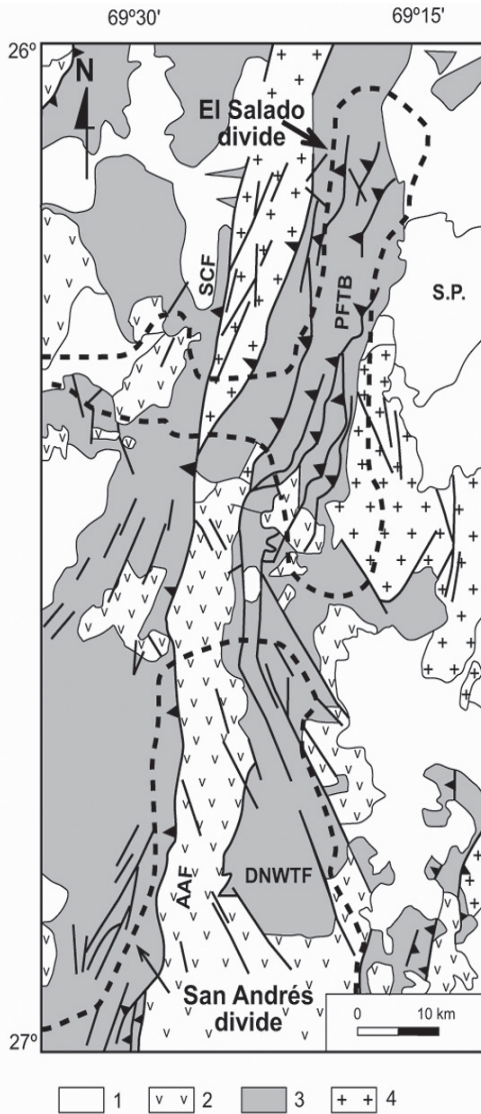 69º30'
69º15'
26º
N
El Salado
divide
SCF
PFTB
S.P.
AAF
DNWTF
San Andrés
divide
0 10 km
27º
1 2 3 4